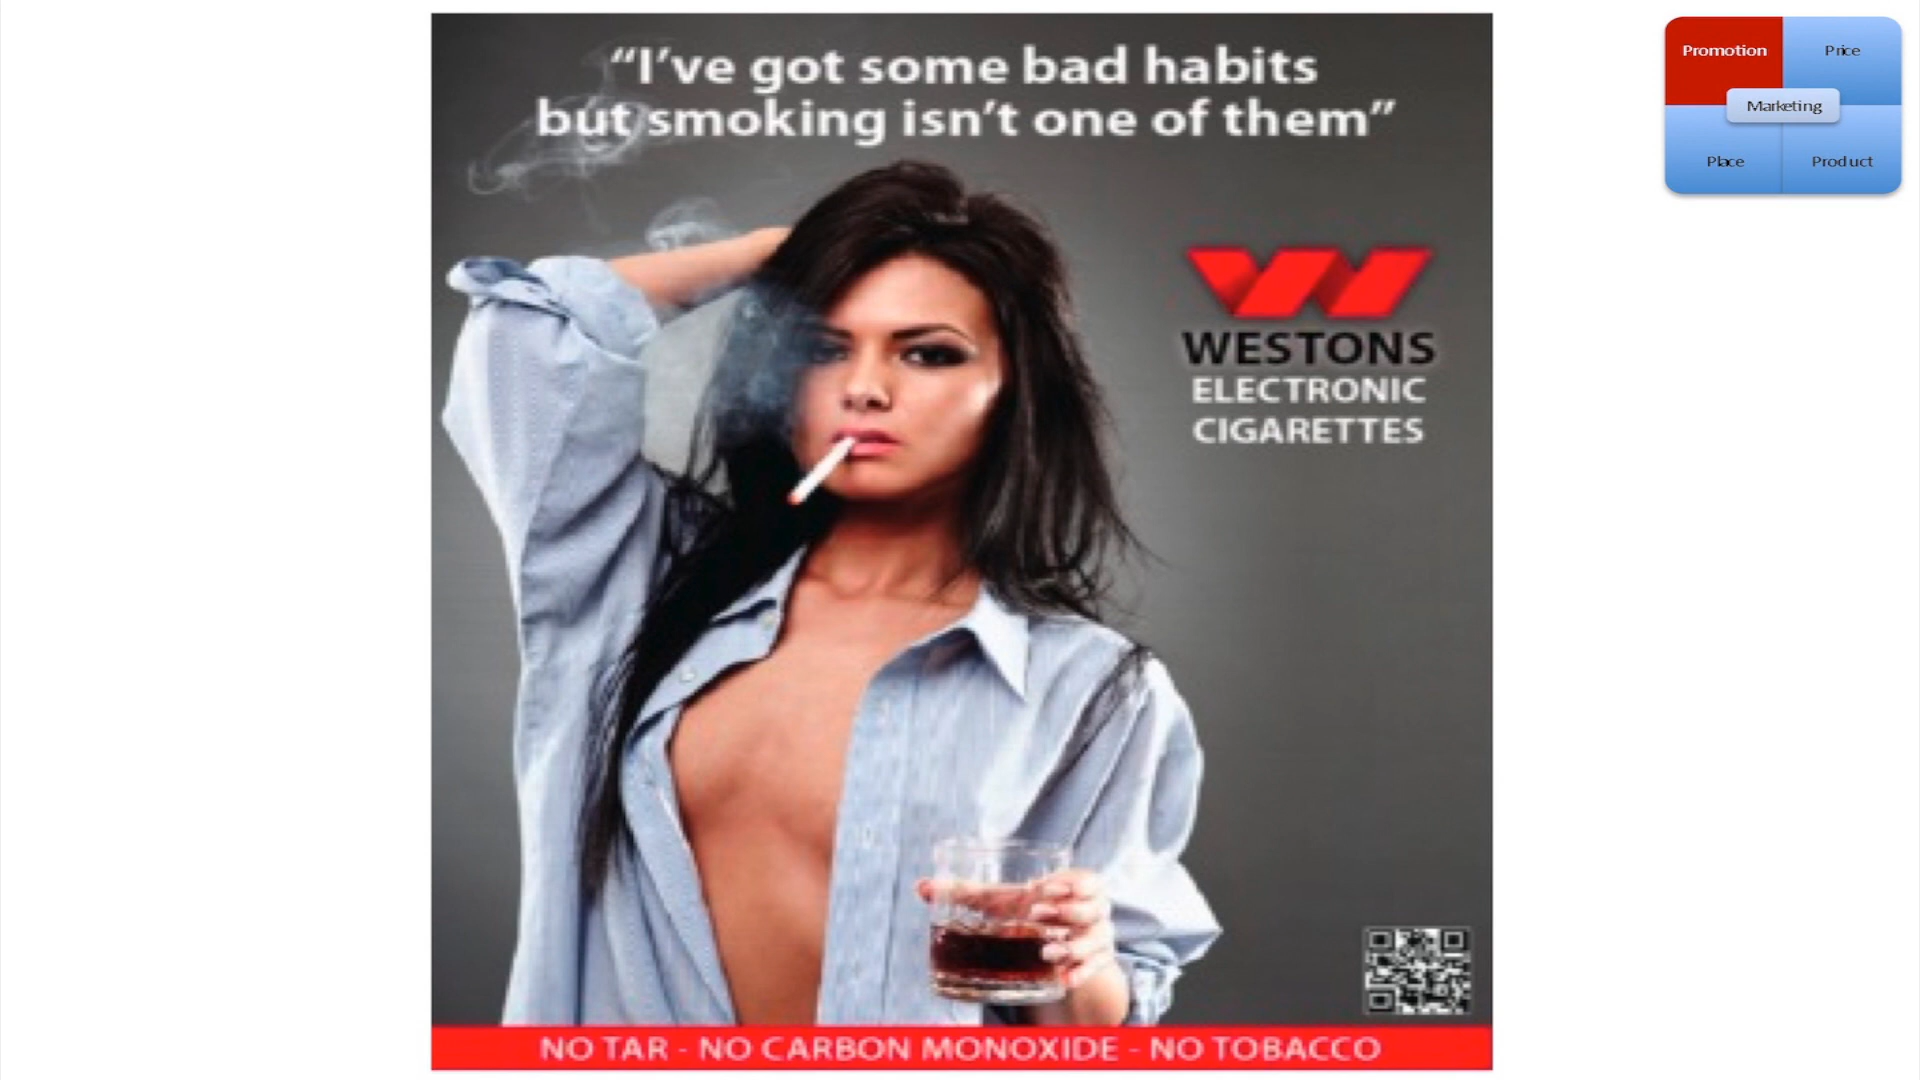 “I’ve got some bad habits
but smoking isn’t one of them”
WESTONS
ELECTRONIC
CIGARETTES
NO TAR - NO CARBON MONOXIDE - NO TOBACCO
Promotion
Price
Marketing
Place
Product